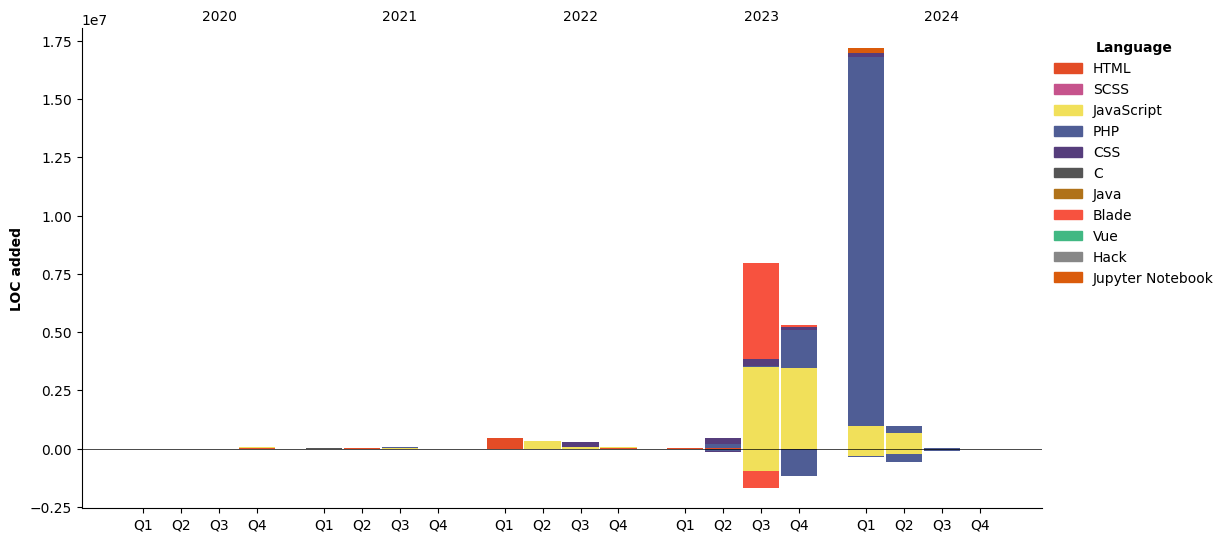 1e7
2020 2021 2022 2023 2024
1.75
1.50
1.25
1.00
0.75
0.50
0.25
0.00
−0.25
LOC added
Q1 Q2 Q3 Q4 Q1 Q2 Q3 Q4 Q1 Q2 Q3 Q4 Q1 Q2 Q3 Q4 Q1 Q2 Q3 Q4
Language
HTML
SCSS
JavaScript
PHP
CSS
C
Java
Blade
Vue
Hack
Jupyter Notebook